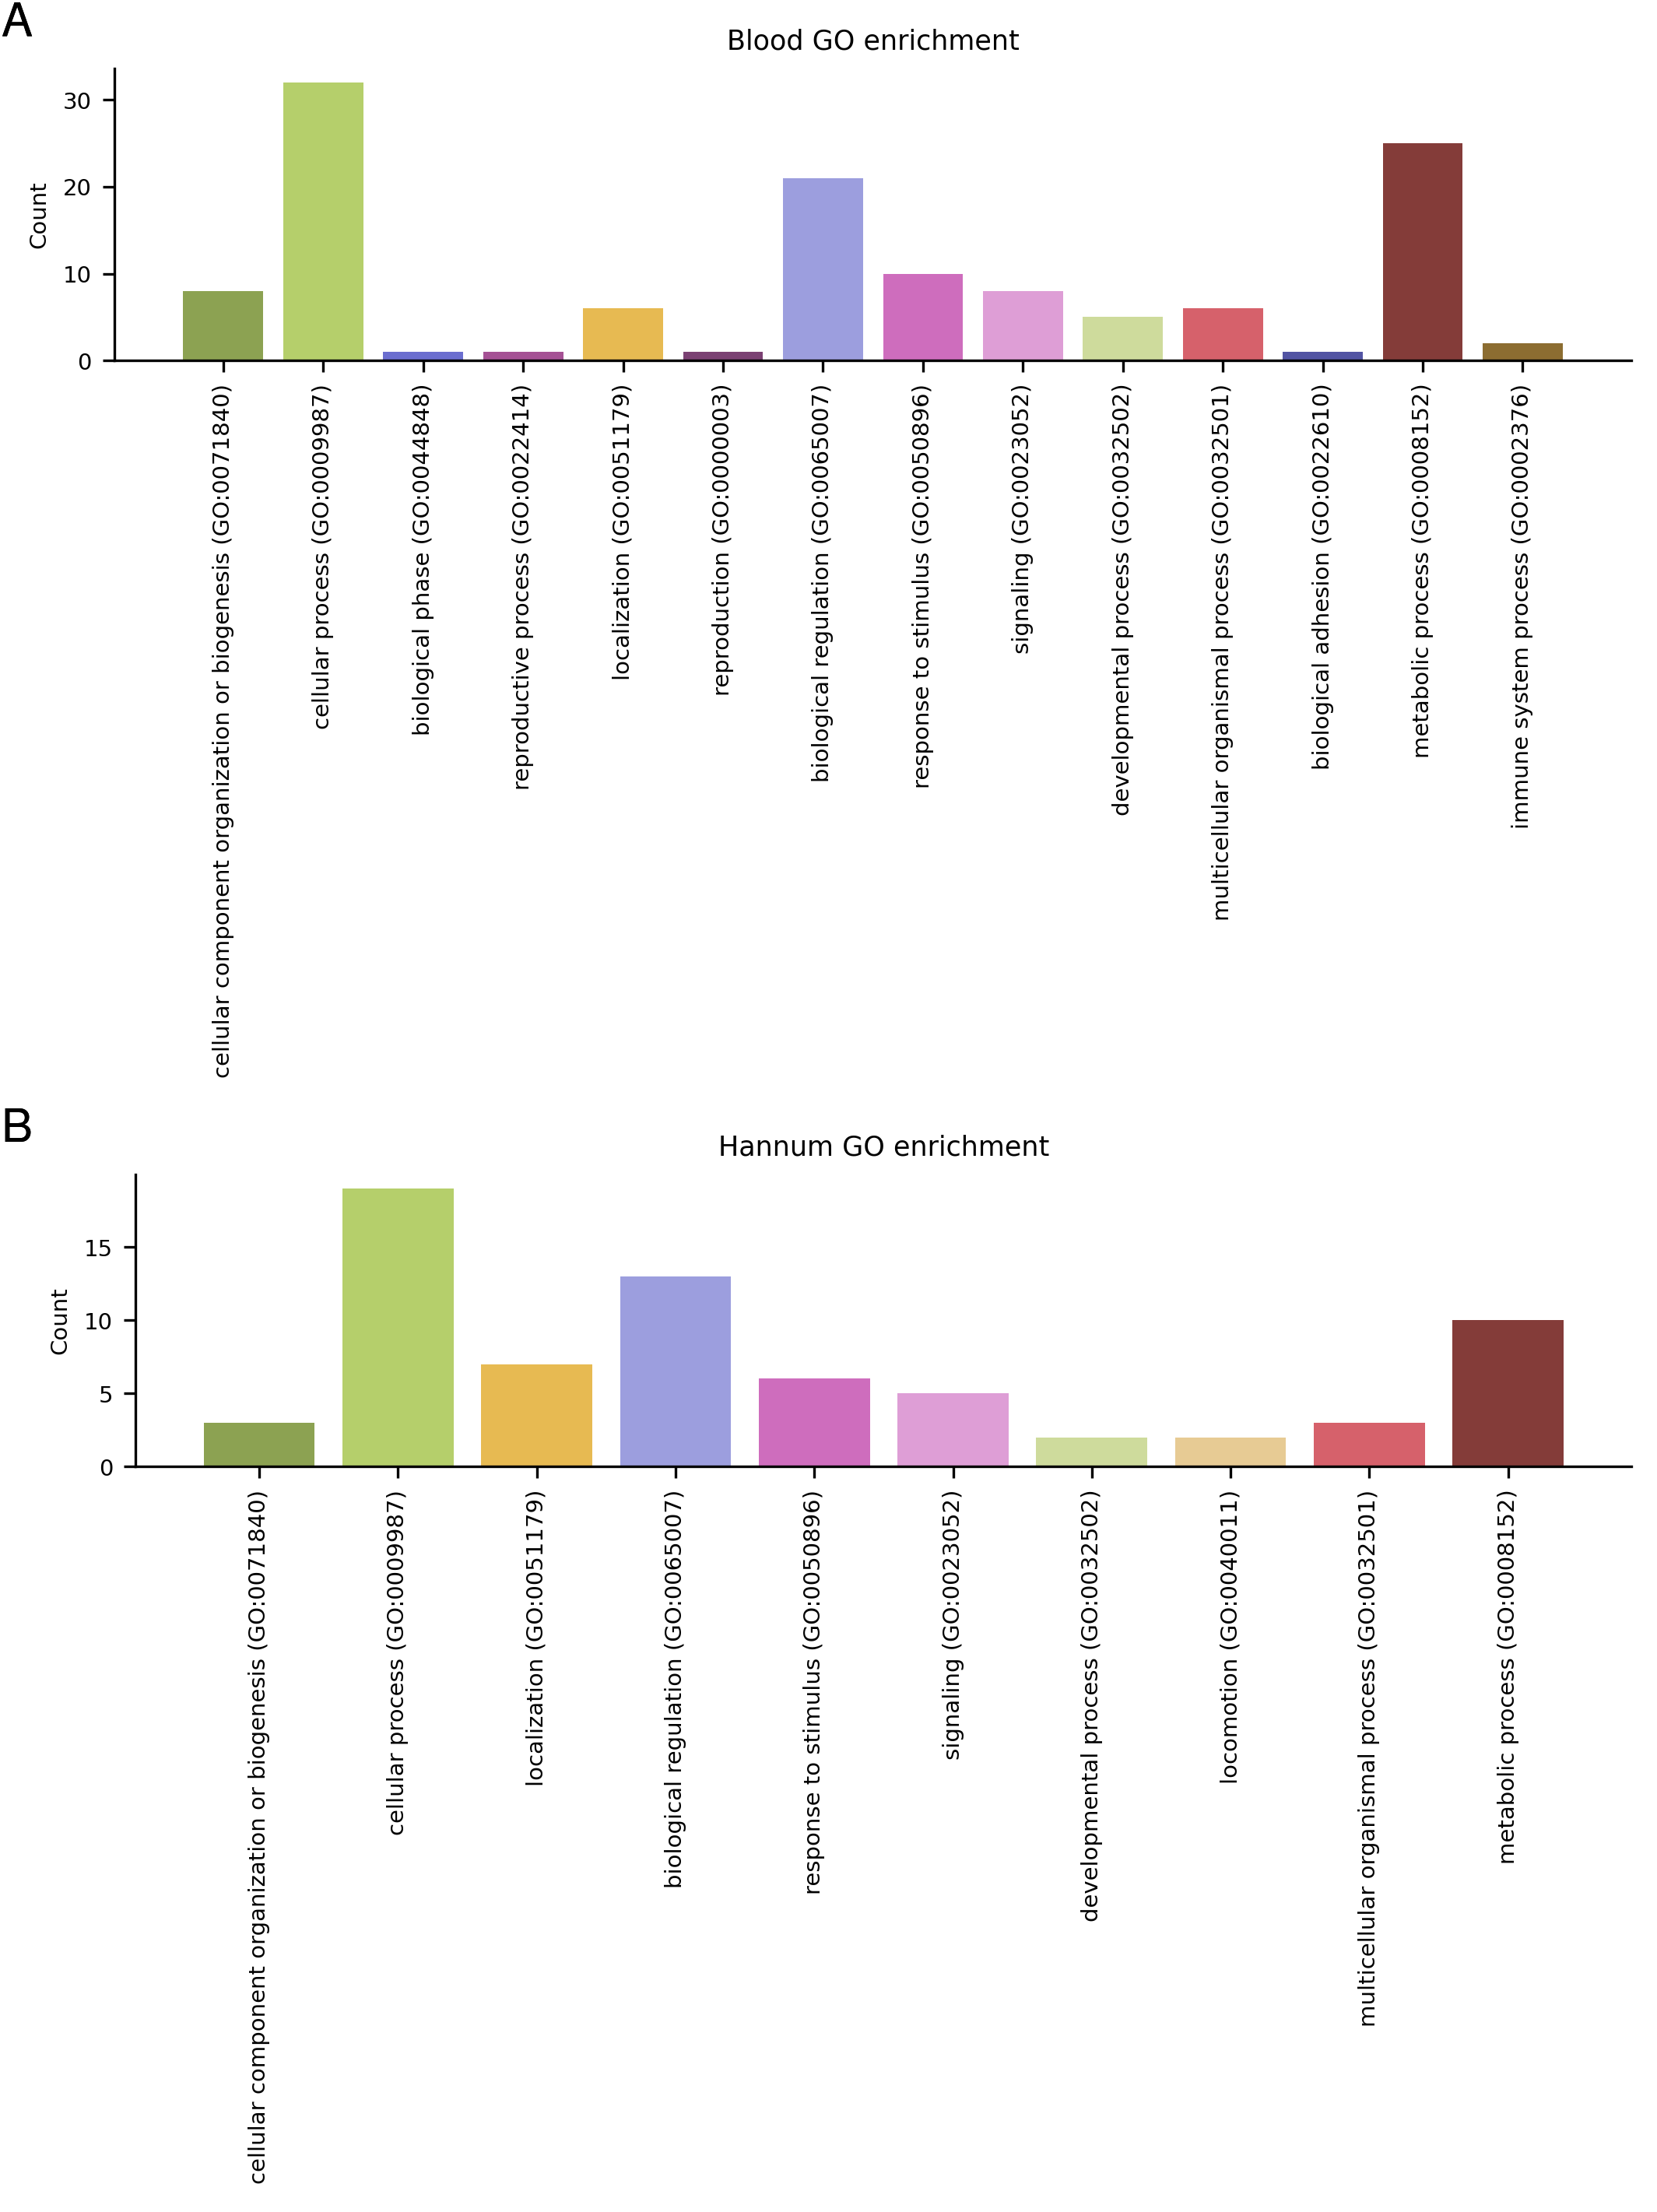 A
Blood GO enrichment
Count
30
20
10
0
cellular component organization or biogenesis (GO:0071840)
cellular process (GO:0009987)
biological phase (GO:0044848)
reproductive process (GO:0022414)
localization (GO:0051179)
reproduction (GO:0000003)
biological regulation (GO:0065007)
response to stimulus (GO:0050896)
signaling (GO:0023052)
developmental process (GO:0032502)
multicellular organismal process (GO:0032501)
biological adhesion (GO:0022610)
metabolic process (GO:0008152)
immune system process (GO:0002376)
B
Hannum GO enrichment
Count
15
10
5
0
cellular component organization or biogenesis (GO:0071840)
cellular process (GO:0009987)
localization (GO:0051179)
biological regulation (GO:0065007)
response to stimulus (GO:0050896)
signaling (GO:0023052)
developmental process (GO:0032502)
locomotion (GO:0040011)
multicellular organismal process (GO:0032501)
metabolic process (GO:0008152)